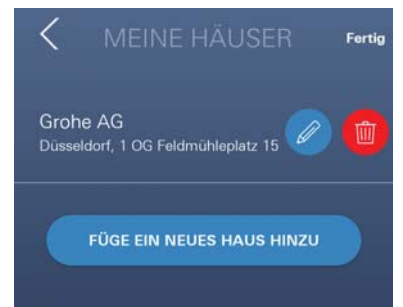 MEINE HÄUSER
Fertig
Grohe AG
Düsseldorf, 1 OG Feldmühleplatz 15
FÜGE EIN NEUES HAUS HINZU